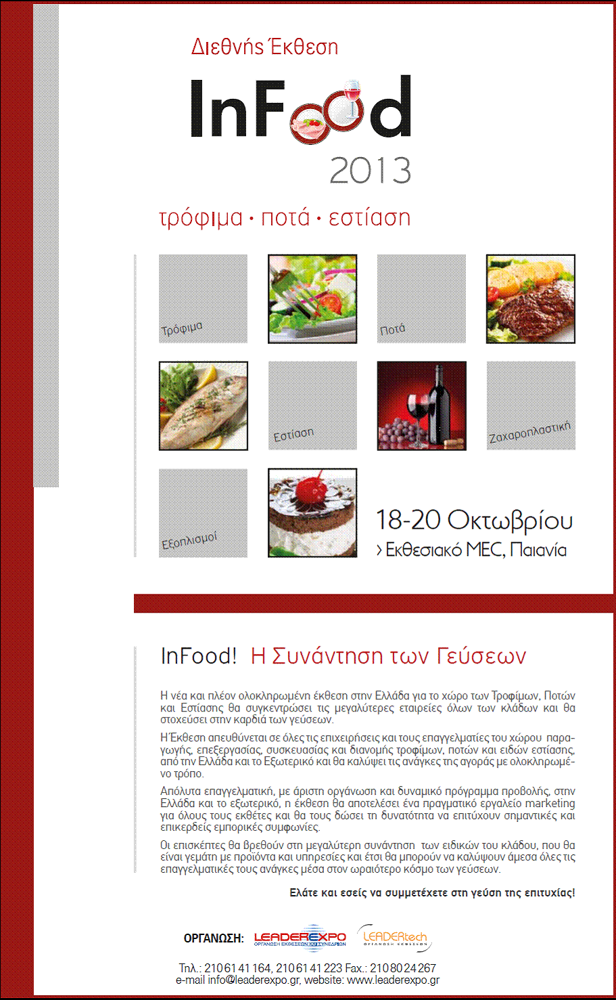 Διεθνής Έκθεση
InFood
2013
τρόφιμα • ποτά • εστίαση
Τρόφιμα
Ποτά
Εστίαση
Ζαχαροπλαστική
Εξοπλισμοί
18-20 Οκτωβρίου
› Εκθεσιακό MEC, Παιανία
InFood! Η Συνάντηση των Γεύσεων
Η νέα και πλέον ολοκληρωμένη έκθεση στην Ελλάδα για το χώρο των Τροφίμων, Ποτών
και Εστίασης θα συγκεντρώσει τις μεγαλύτερες εταιρείες όλων των κλάδων και θα
στοχεύσει στην καρδιά των γεύσεων.
Η Έκθεση απευθύνεται σε όλες τις επιχειρήσεις και τους επαγγελματίες του χώρου παρα-
γωγής, επεξεργασίας, συσκευασίας και διανομής τροφίμων, ποτών και ειδών εστίασης,
από την Ελλάδα και το Εξωτερικό και θα καλύψει τις ανάγκες της αγοράς με ολοκληρωμέ-
νο τρόπο.
Απόλυτα επαγγελματική, με άριστη οργάνωση και δυναμικό πρόγραμμα προβολής, στην
Ελλάδα και το εξωτερικό, η έκθεση θα αποτελέσει ένα πραγματικό εργαλείο marketing
για όλους τους εκθέτες και θα τους δώσει τη δυνατότητα να επιτύχουν σημαντικές και
επικερδείς εμπορικές συμφωνίες.
Οι επισκέπτες θα βρεθούν στη μεγαλύτερη συνάντηση των ειδικών του κλάδου, που θα
είναι γεμάτη με προϊόντα και υπηρεσίες και έτσι θα μπορούν να καλύψουν άμεσα όλες τις
επαγγελματικές τους ανάγκες μέσα στον ωραιότερο κόσμο των γεύσεων.
Ελάτε και εσείς να συμμετέχετε στη γεύση της επιτυχίας!
ΟΡΓΑΝΩΣΗ: LEADEREXPO LEADERtech
ΟΡΓΑΝΩΣΗ ΕΚΘΕΣΕΩΝ ΚΑΙ ΣΥΝΕΔΡΙΩΝ ΟΡΓΑΝΩΣΗ ΕΚΘΕΣΕΩΝ
Τηλ.: 210 61 41 164, 210 61 41 223 Fax.: 210 80 24 267
e-mail info@leaderexpo.gr, website: www.leaderexpo.gr